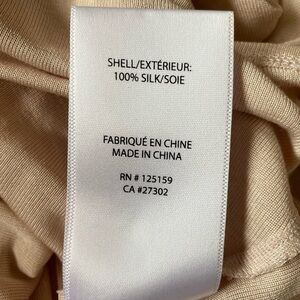 SHELL/EXTÉRIEUR:
100% SILK/SOIE
FABRIQUÉ EN CHINE
MADE IN CHINA
RN # 125159
CA #27302